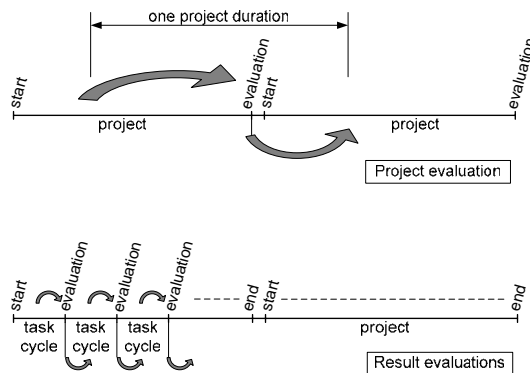 one project duration
start
evaluation
start
evaluation
project
project
Project evaluation
start
evaluation
evaluation
evaluation
end
start
end
task
cycle
task
cycle
task
cycle
project
Result evaluations